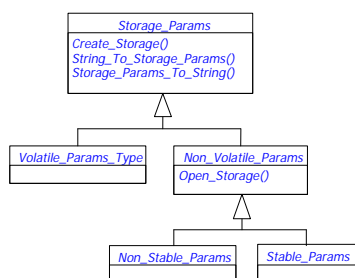 Storage_Params
Create_Storage()
String_To_Storage_Params()
Storage_Params_To_String()
Volatile_Params_Type
Non_Volatile_Params
Open_Storage()
Non_Stable_Params
Stable_Params